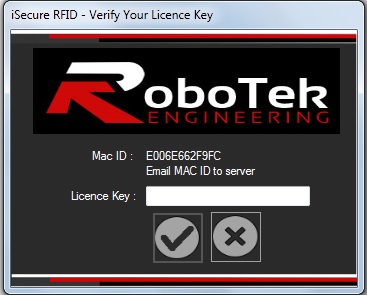 iSecure RFID - Verify Your Licence Key
RoboTek
ENGINEERING
Mac ID : E006E662F9FC
Email MAC ID to server
Licence Key :